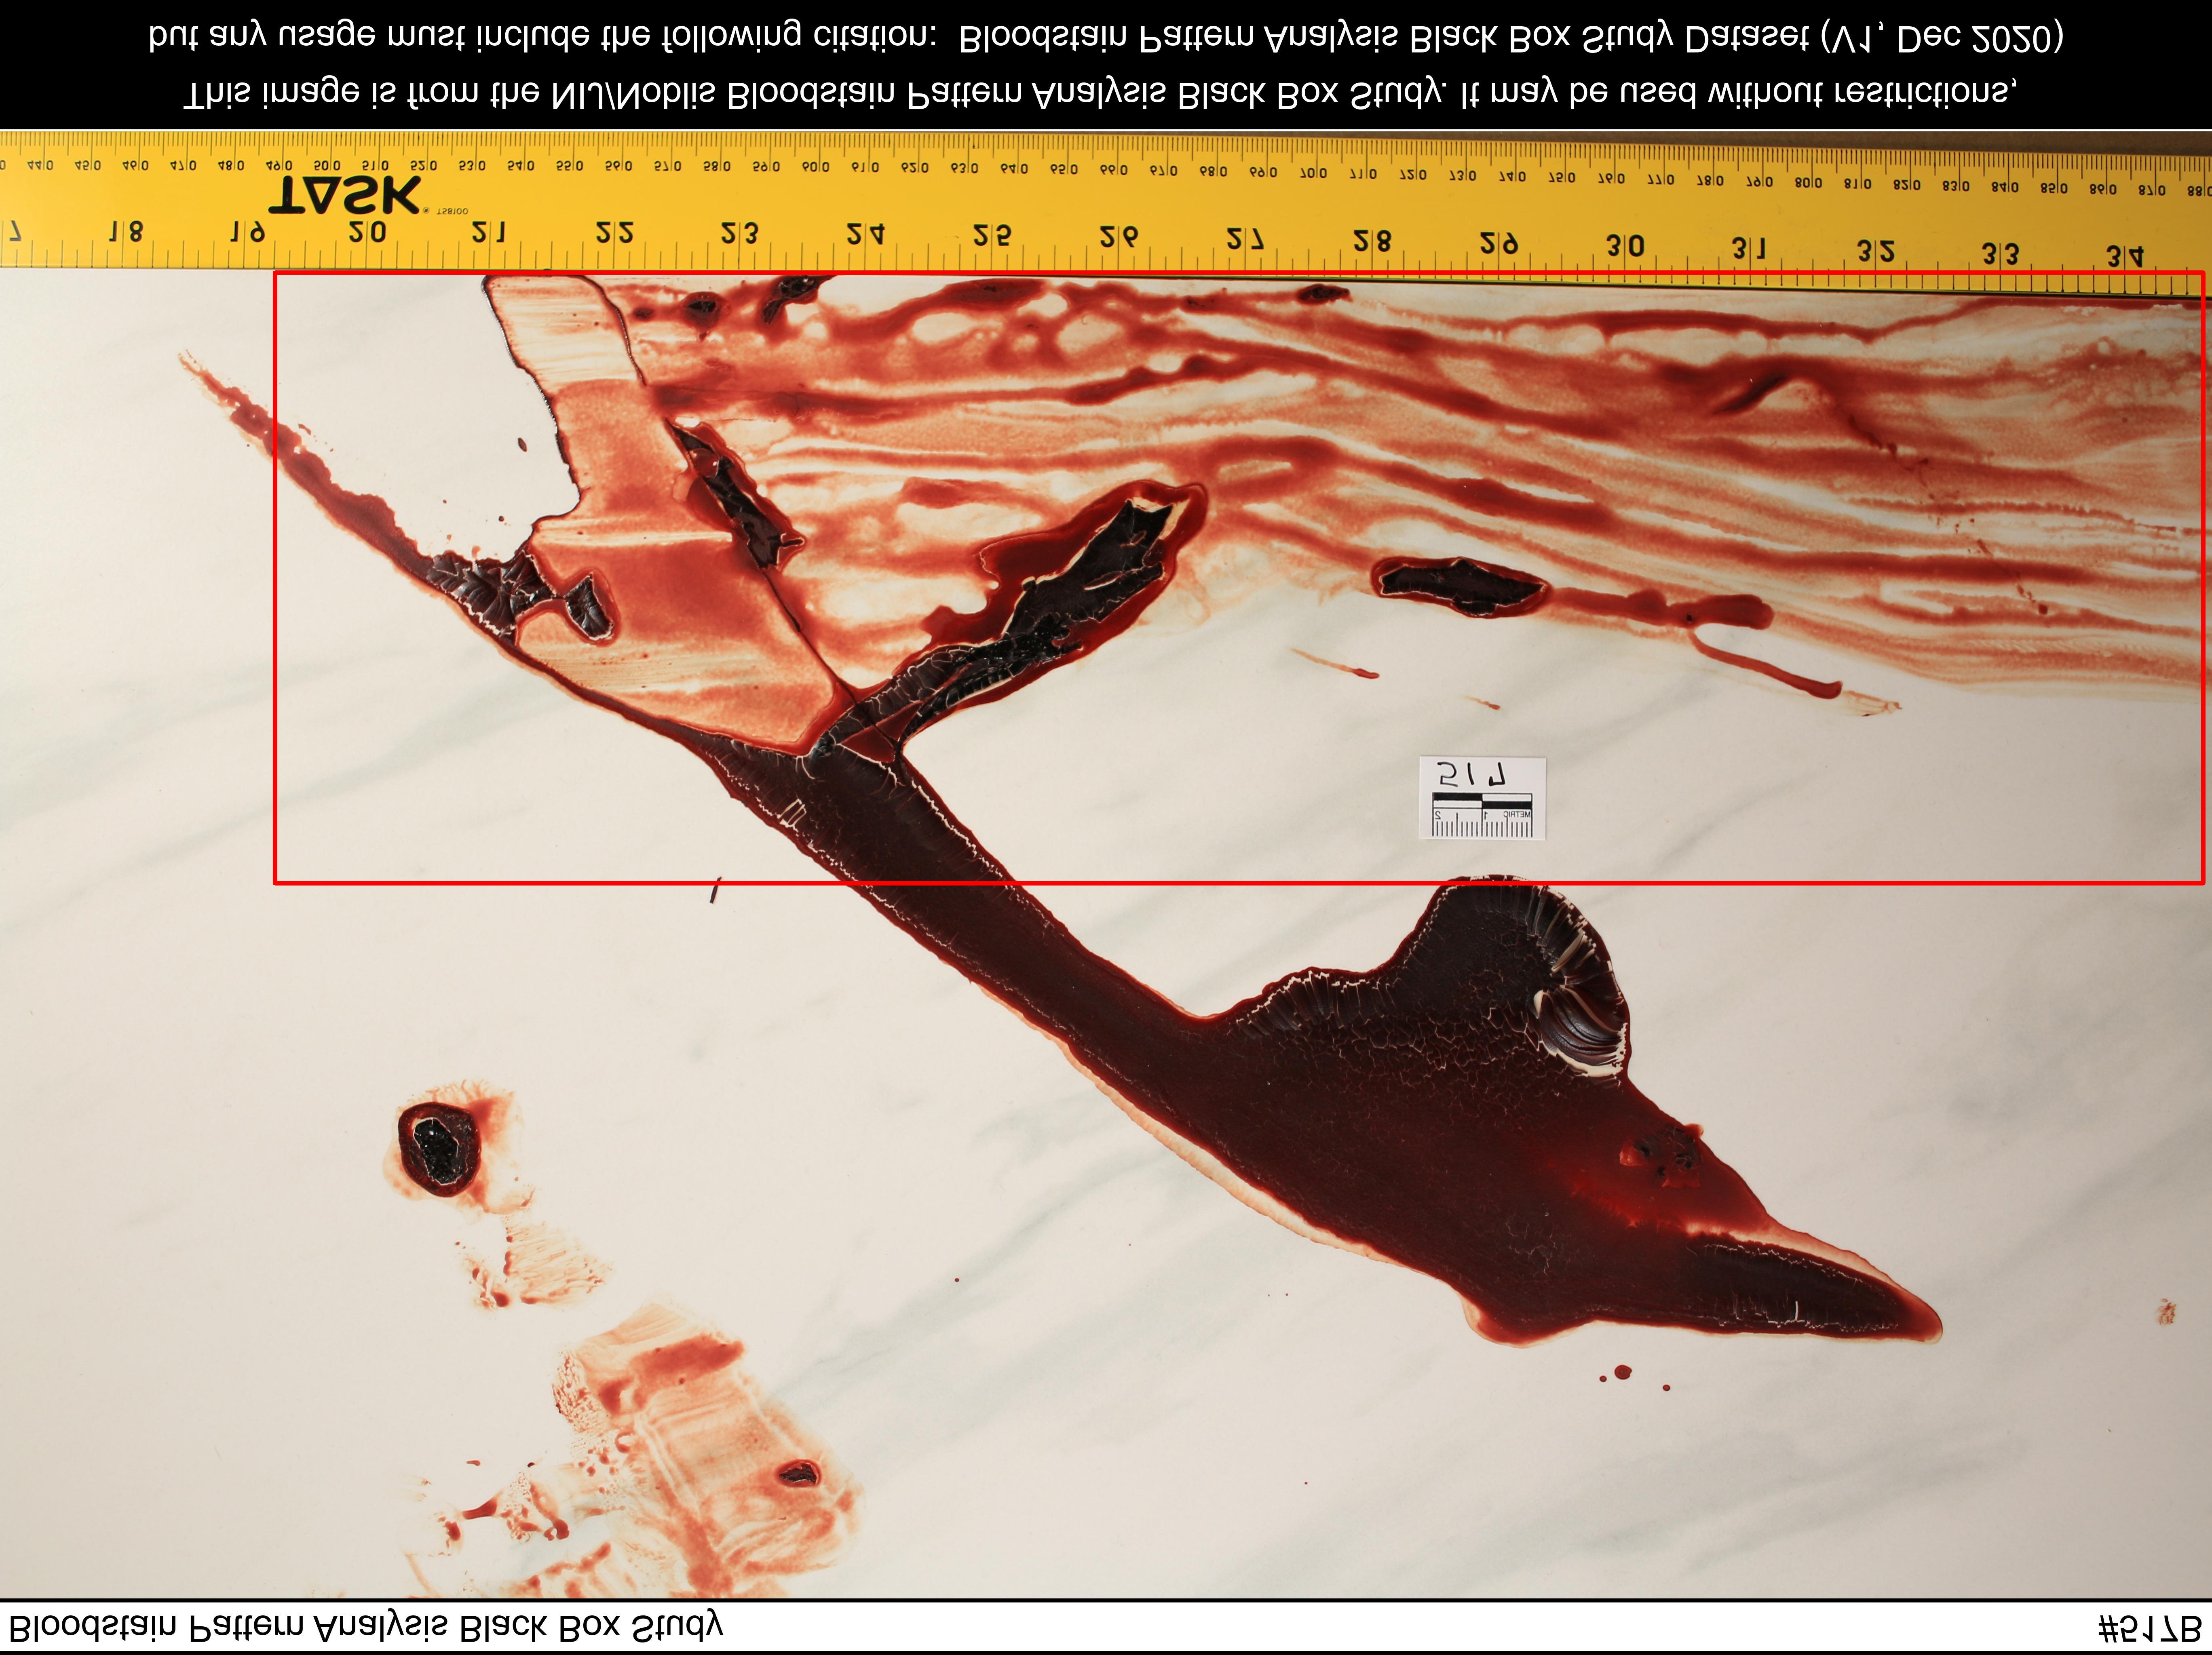 Bloodstain Pattern Analysis Black Box Study
#517B
METRIC 1 2
517
18 19 20 21 22 23 24 25 26 27 28 29 30 31 32 33 34
TASK® TS8100
440 450 460 470 480 490 500 510 520 530 540 550 560 570 580 590 600 610 620 630 640 650 660 670 680 690 700 710 720 730 740 750 760 770 780 790 800 810 820 830 840 850 860 870 880
This image is from the NIJ/Noblis Bloodstain Pattern Analysis Black Box Study. It may be used without restrictions,
but any usage must include the following citation: Bloodstain Pattern Analysis Black Box Study Dataset (V1, Dec 2020)